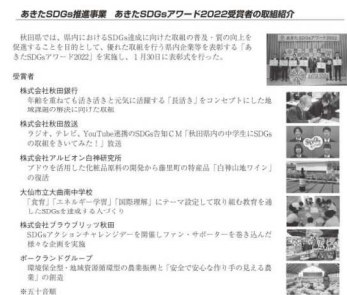 あきたSDGs推進事業　あきたSDGsアワード2022受賞者の取組紹介
秋田県では、県内におけるSDGs達成に向けた取組の普及・質の向上を
促進することを目的として、優れた取組を行う県内企業等を表彰する「あ
きたSDGsアワード2022」を実施し、1月30日に表彰式を行った。
受賞者
株式会社秋田銀行
年齢を重ねても活き活きと元気に活躍する「長活き」をコンセプトにした地
域課題の解決に向けた取組
株式会社秋田放送
ラジオ、テレビ、YouTube連携のSDGs告知CM「秋田県内の中学生にSDGs
の取組をきいてみた！」放送
株式会社アルビオン白神研究所
ブドウを活用した化粧品原料の開発から藤里町の特産品「白神山地ワイン」
の復活
大仙市立大曲南中学校
「食育」「エネルギー学習」「国際理解」にテーマ設定して取り組む教育を通
したSDGsを達成する人づくり
株式会社プラウブリッツ秋田
SDGsアクションチャレンジデーを開催しファン・サポーターを巻き込んだ
様々な企画を実施
ポークランドグループ
環境保全型・地域資源循環型の農業振興と「安全で安心な作り手の見える農
業」の創造
※五十音順